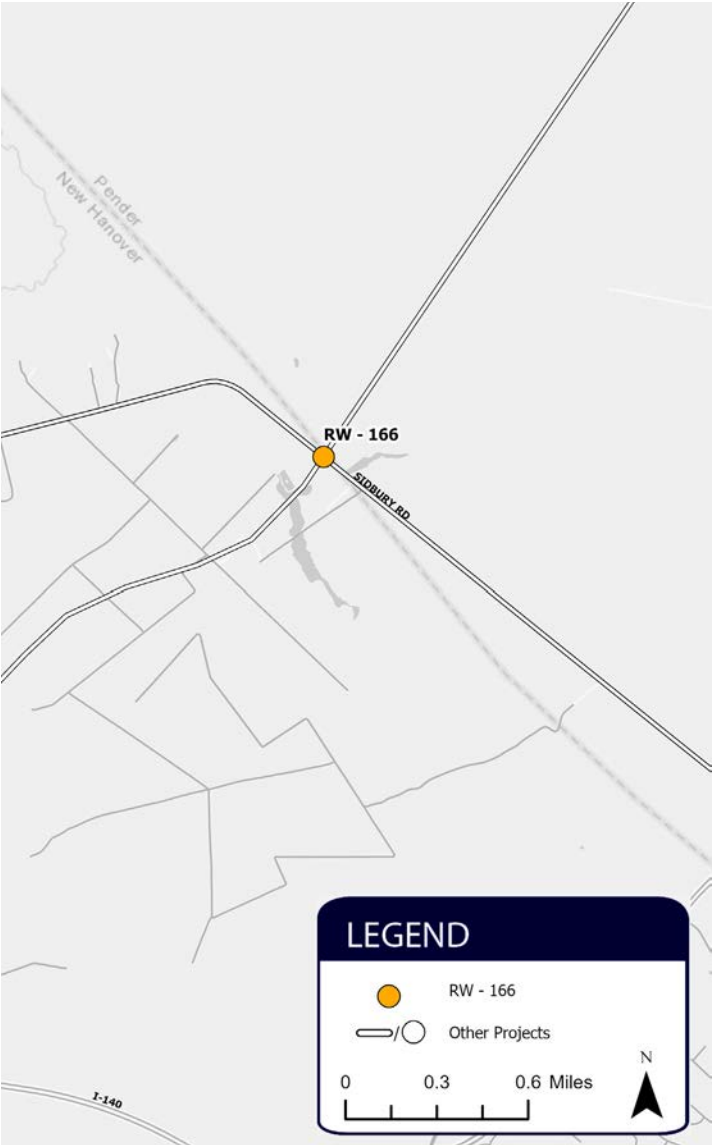 Pender
New Hanover
RW - 166
SIDBURY RD
LEGEND
RW - 166
Other Projects
N
0 0.3 0.6 Miles
I-140